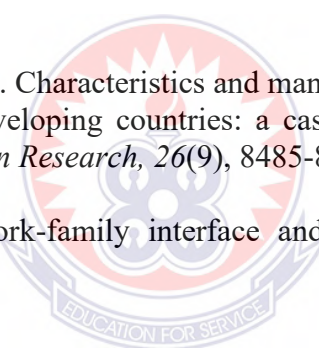 . Characteristics and man
veloping countries: a cas
n Research, 26(9), 8485-8
ork-family interface and
EDUCATION FOR SERVICE